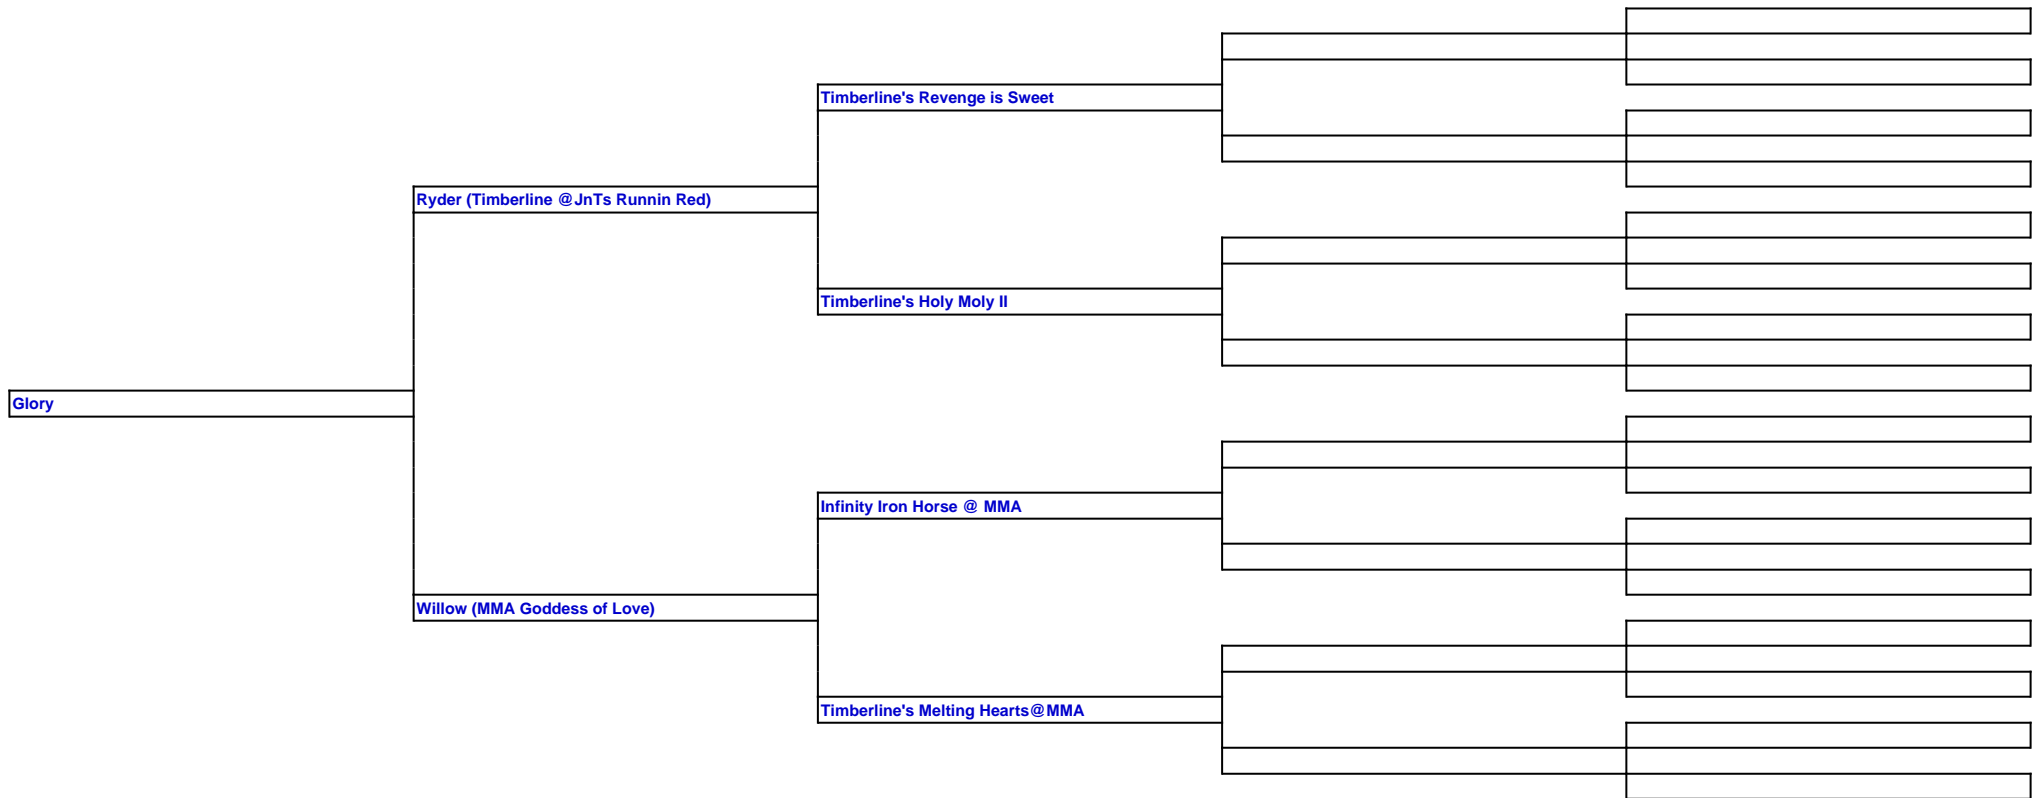 Timberline's Revenge is Sweet
Ryder (Timberline @JnTs Runnin Red)
Timberline's Holy Moly II
Glory
Infinity Iron Horse @ MMA
Willow (MMA Goddess of Love)
Timberline's Melting Hearts@MMA